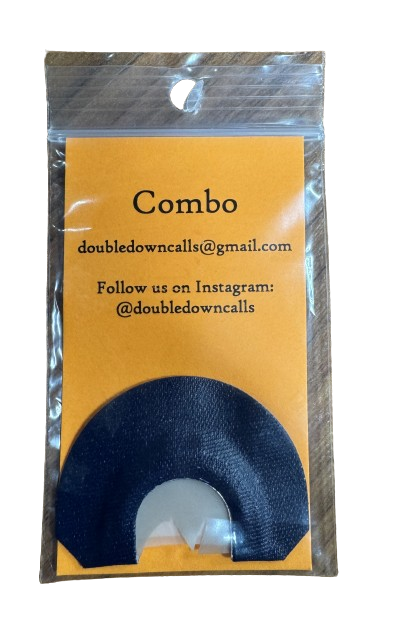 Combo
doubledowncalls@gmail.com
Follow us on Instagram:
@doubledowncalls